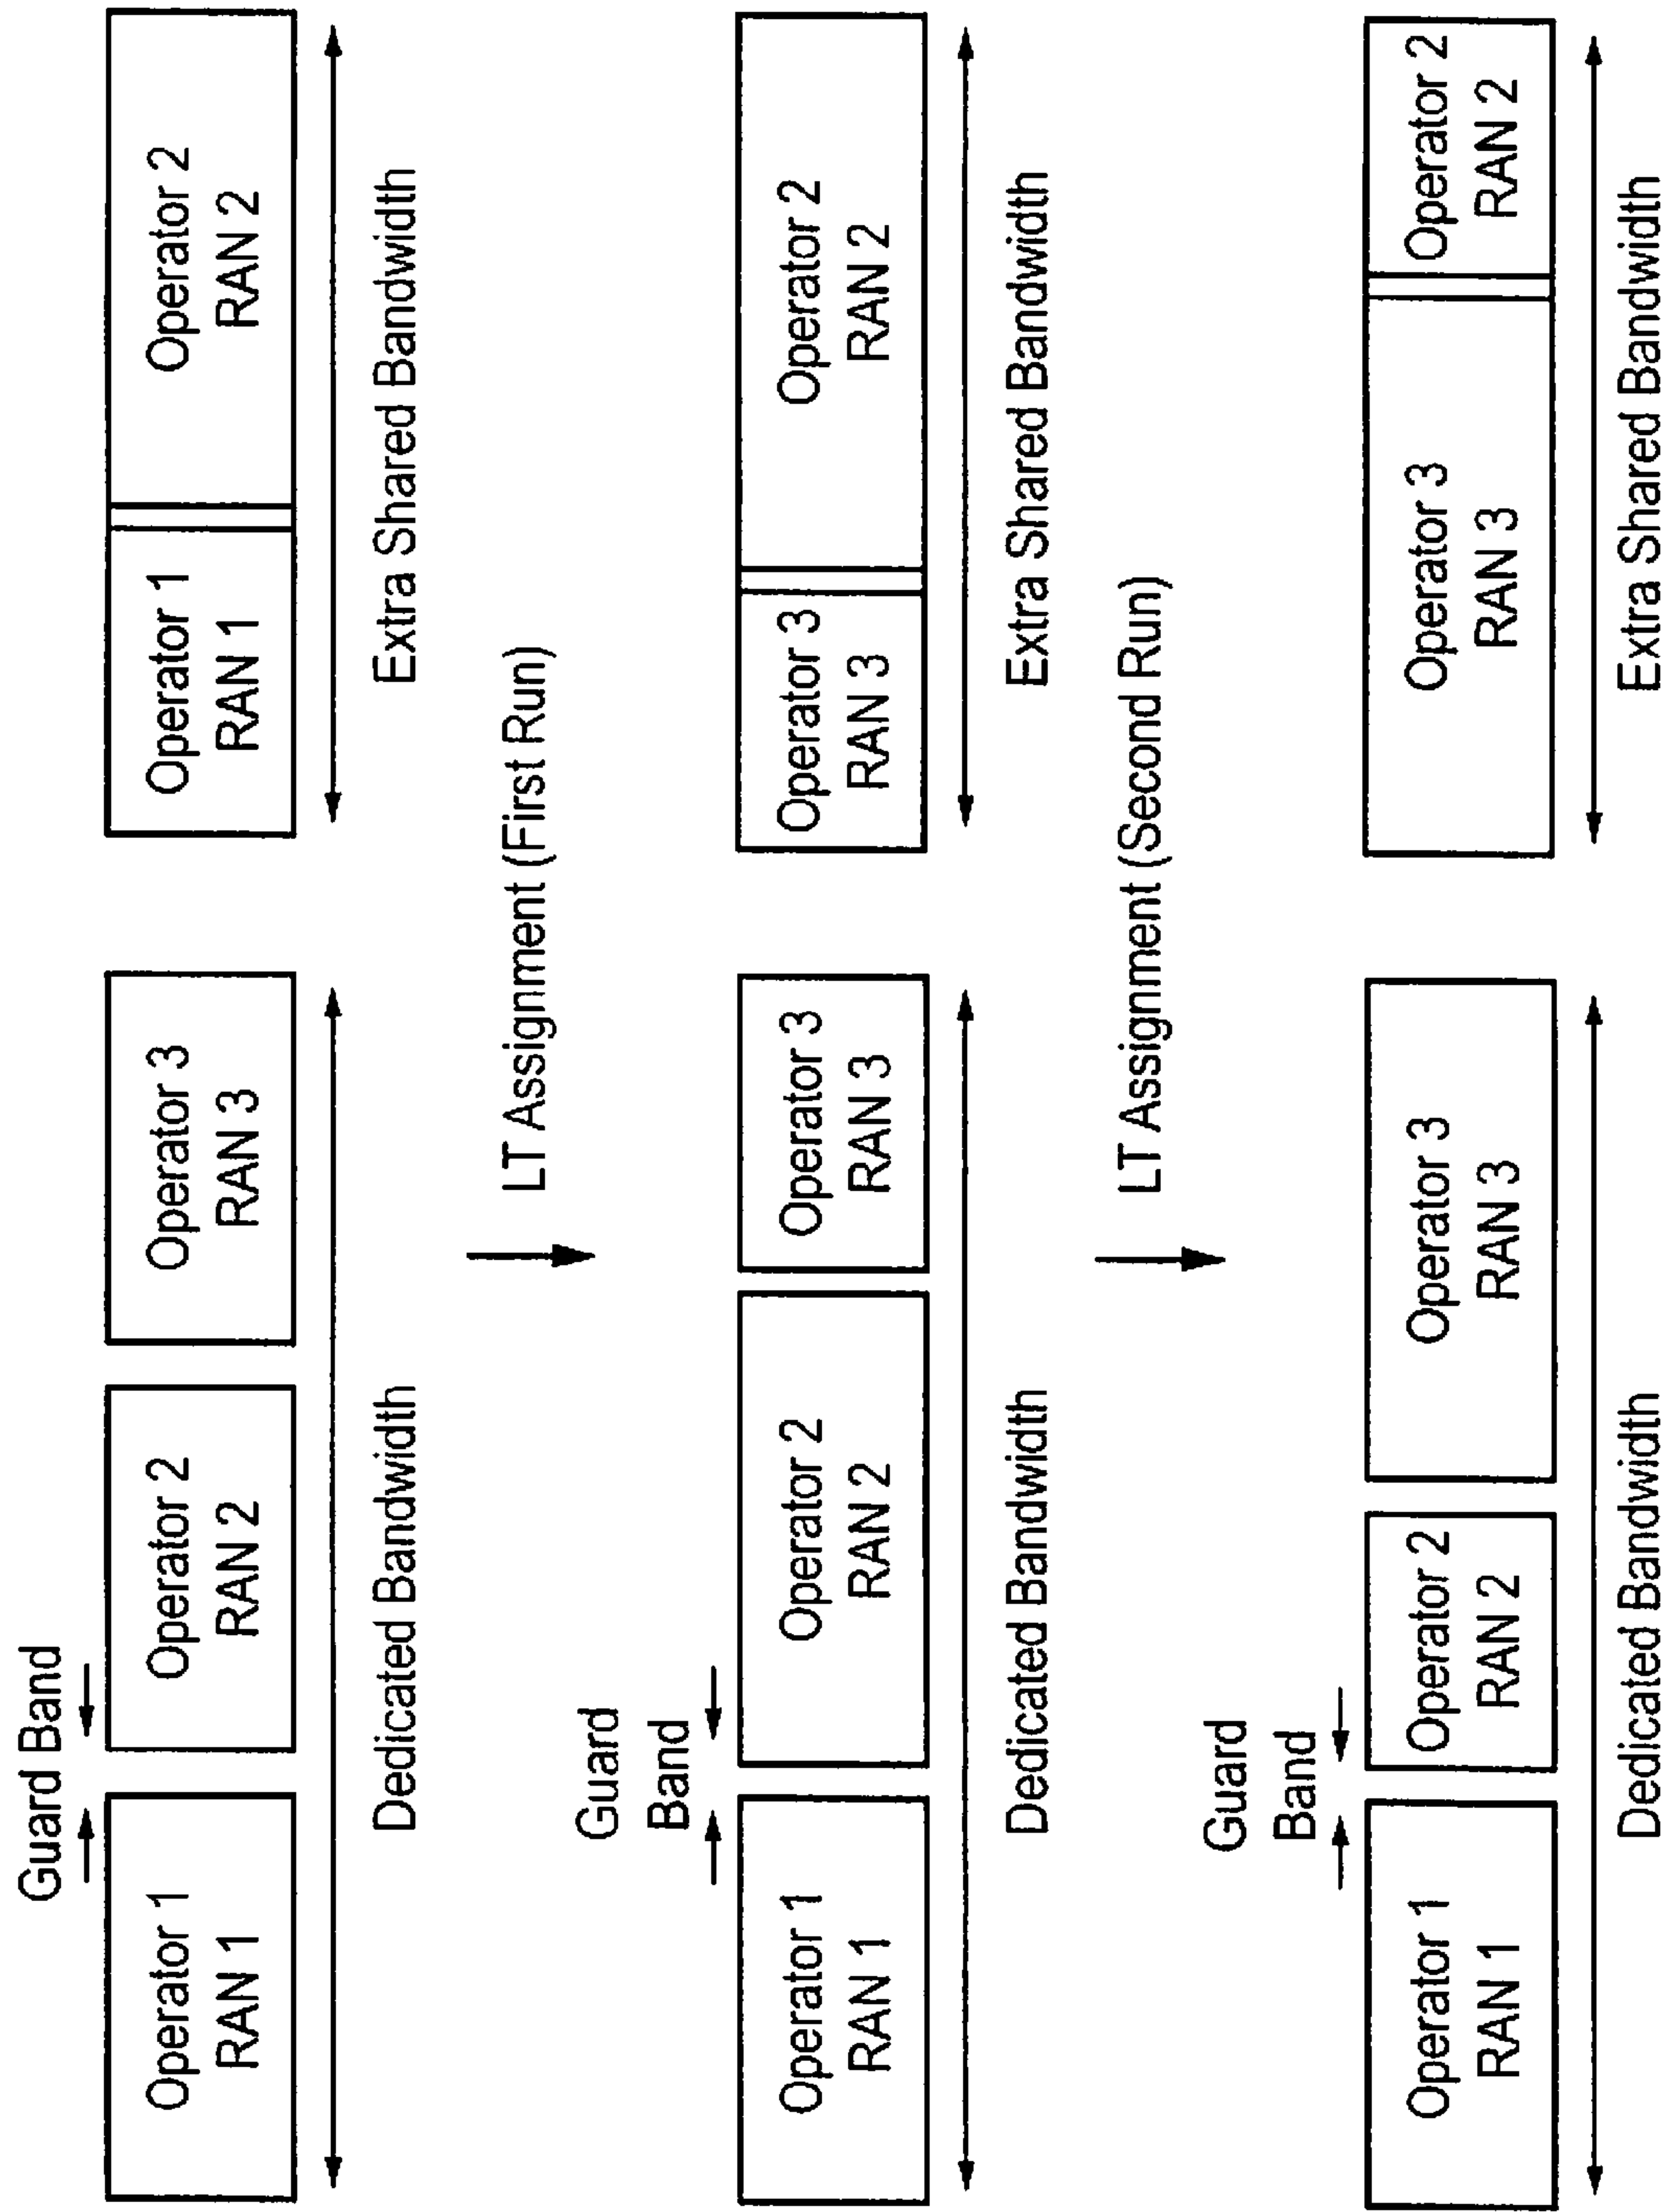 Guard Band
Operator 1
RAN 1
Operator 2
RAN 2
Operator 3
RAN 3
Operator 1
RAN 1
Operator 2
RAN 2
Dedicated Bandwidth
Extra Shared Bandwidth
LT Assignment (First Run)
Guard
Band
Operator 1
RAN 1
Operator 2
RAN 2
Operator 3
RAN 3
Operator 3
RAN 3
Operator 2
RAN 2
Dedicated Bandwidth
Extra Shared Bandwidth
LT Assignment (Second Run)
Guard
Band
Operator 1
RAN 1
Operator 2
RAN 2
Operator 3
RAN 3
Operator 3
RAN 3
Operator 2
RAN 2
Dedicated Bandwidth
Extra Shared Bandwidth